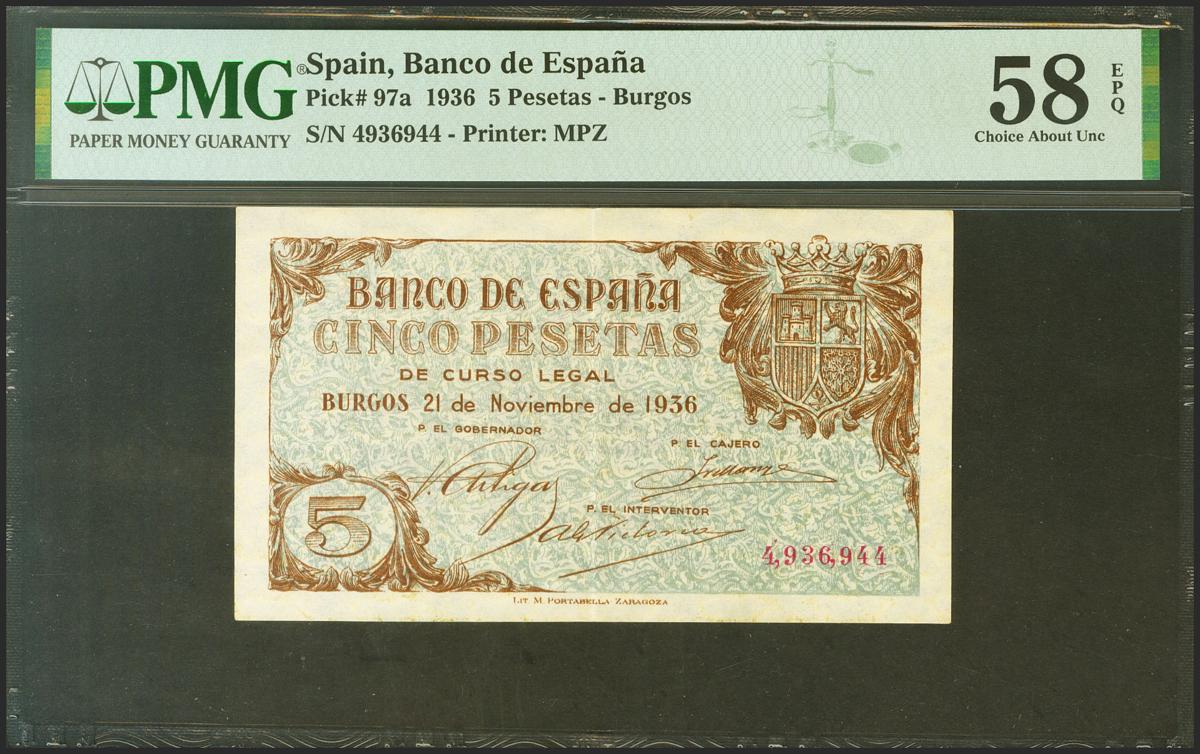 PMG®
PAPER MONEY GUARANTY
Spain, Banco de España
Pick# 97a 1936 5 Pesetas - Burgos
S/N 4936944 - Printer: MPZ
58 EPQ
Choice About Unc
BANCO DE ESPAÑA
CINCO PESETAS
DE CURSO LEGAL
BURGOS 21 de Noviembre de 1936
P. EL GOBERNADOR
P. EL CAJERO
P. EL INTERVENTOR
5
4,936,944
LIT. M. PORTABELLA ZARAGOZA